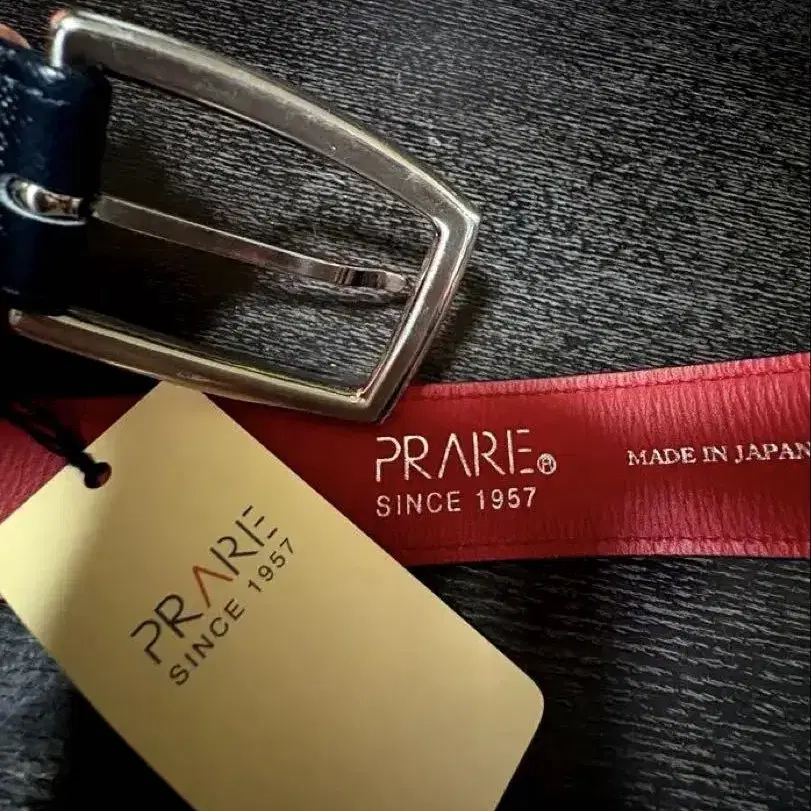 PRARE®
SINCE 1957
MADE IN JAPAN
PRARE
SINCE 1957